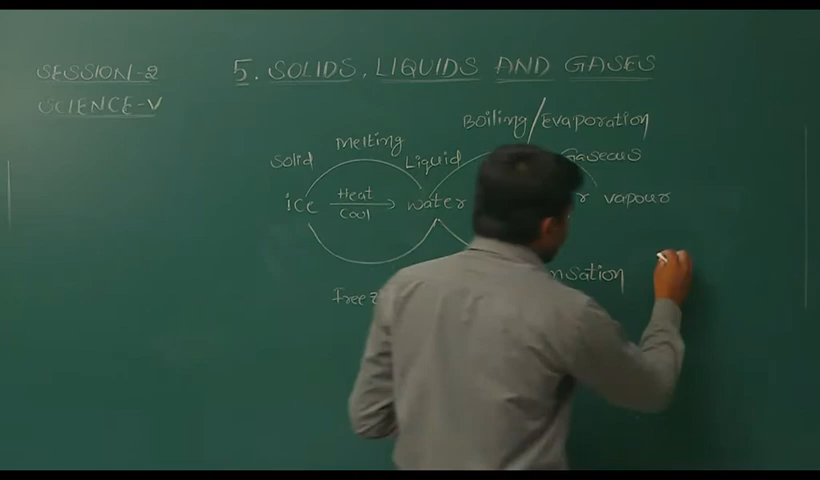 SESSION-2
SCIENCE-V
5. SOLIDS, LIQUIDS AND GASES
Boiling/Evaporation
Melting
Solid
Liquid
Gaseous
Heat
ice
water
vapour
Cool